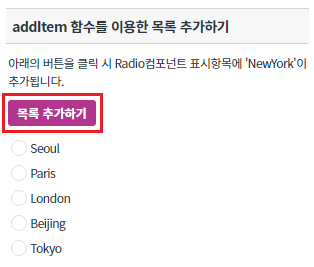 addItem 함수를 이용한 목록 추가하기
아래의 버튼을 클릭 시 Radio컴포넌트 표시항목에 'NewYork'이
추가됩니다.
목록 추가하기
Seoul
Paris
London
Beijing
Tokyo